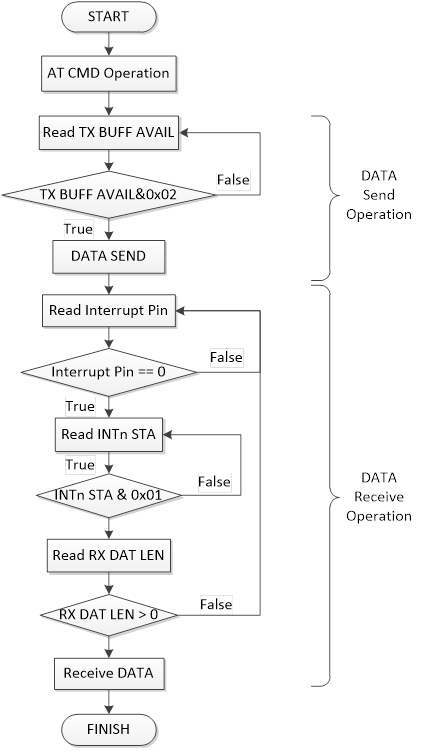 START
AT CMD Operation
Read TX BUFF AVAIL
TX BUFF AVAIL&0x02
False
True
DATA SEND
DATA
Send
Operation
Read Interrupt Pin
Interrupt Pin == 0
False
True
Read INTn STA
True
INTn STA & 0x01
False
Read RX DAT LEN
RX DAT LEN > 0
False
Receive DATA
DATA
Receive
Operation
FINISH